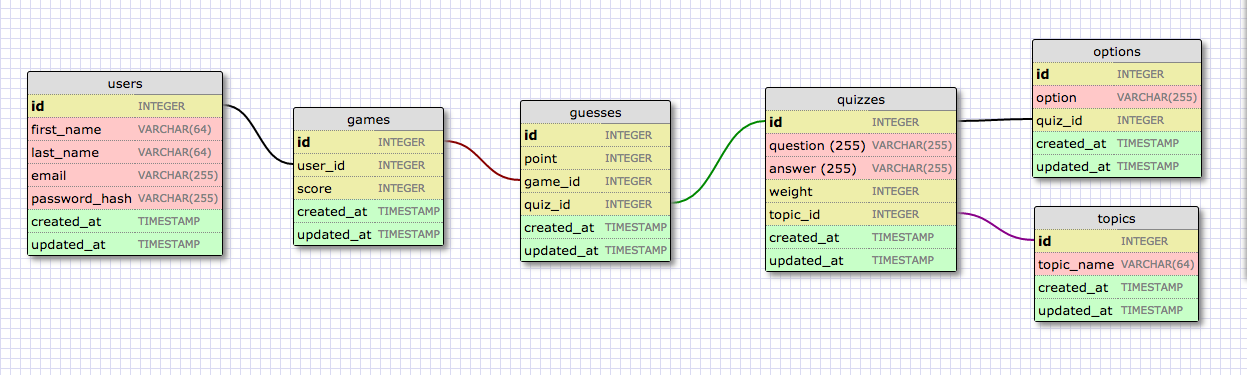 users
id INTEGER
first_name VARCHAR(64)
last_name VARCHAR(64)
email VARCHAR(255)
password_hash VARCHAR(255)
created_at TIMESTAMP
updated_at TIMESTAMP
games
id INTEGER
user_id INTEGER
score INTEGER
created_at TIMESTAMP
updated_at TIMESTAMP
guesses
id INTEGER
point INTEGER
game_id INTEGER
quiz_id INTEGER
created_at TIMESTAMP
updated_at TIMESTAMP
quizzes
id INTEGER
question (255) VARCHAR(255)
answer (255) VARCHAR(255)
weight INTEGER
topic_id INTEGER
created_at TIMESTAMP
updated_at TIMESTAMP
options
id INTEGER
option VARCHAR(255)
quiz_id INTEGER
created_at TIMESTAMP
updated_at TIMESTAMP
topics
id INTEGER
topic_name VARCHAR(64)
created_at TIMESTAMP
updated_at TIMESTAMP